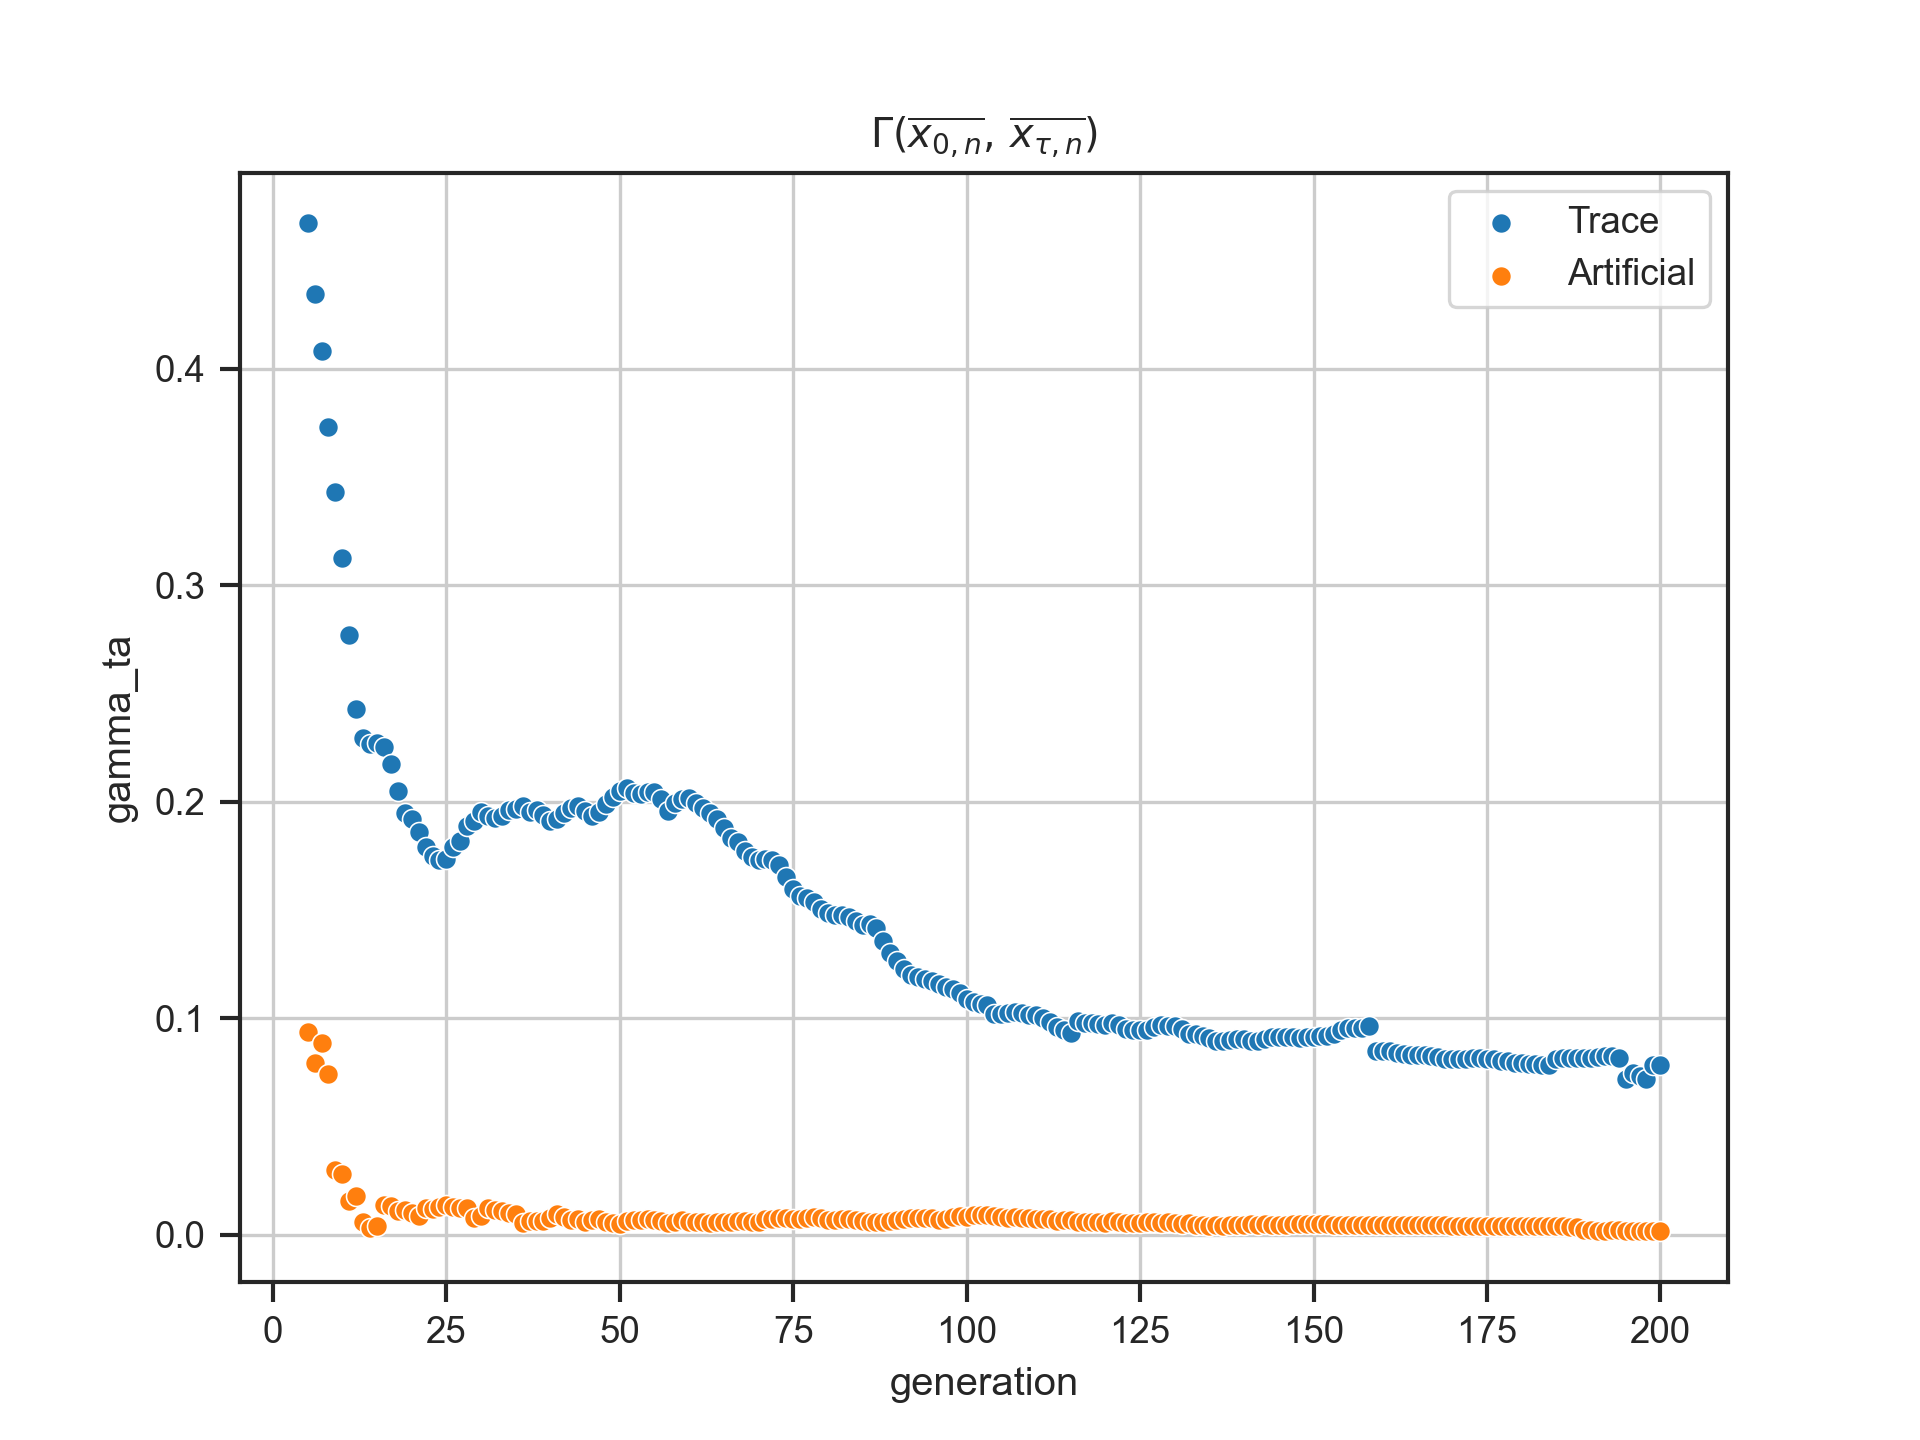 Γ(x₀,ₙ, x_τ,ₙ)
Trace
Artificial
gamma_ta
0.4
0.3
0.2
0.1
0.0
0 25 50 75 100 125 150 175 200
generation